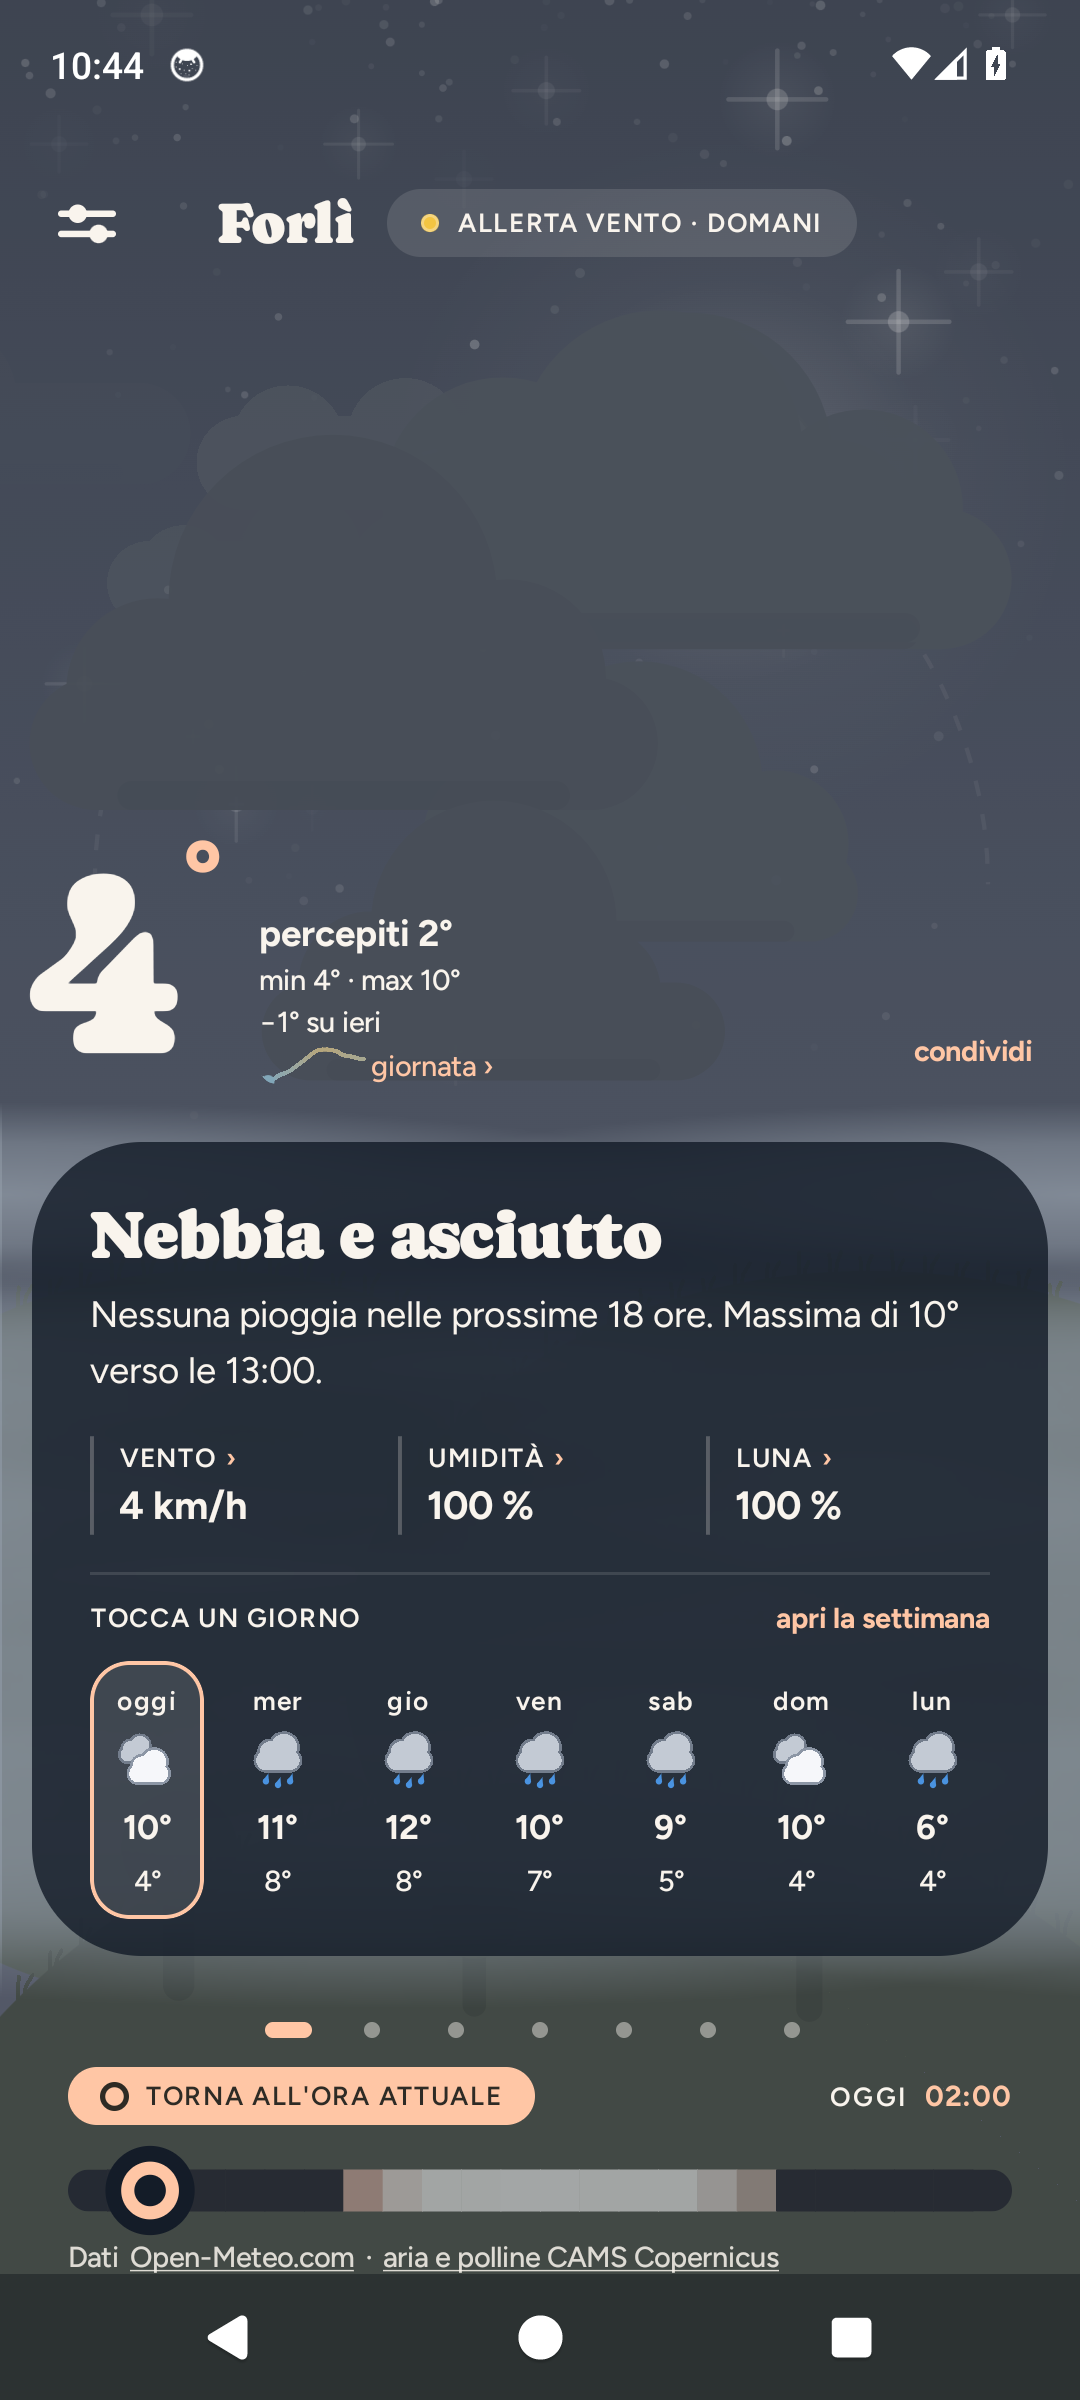 10:44
Forlì
ALLERTA VENTO · DOMANI
4°
percepiti 2°
min 4° · max 10°
−1° su ieri
giornata ›
condividi
Nebbia e asciutto
Nessuna pioggia nelle prossime 18 ore. Massima di 10°
verso le 13:00.
VENTO › UMIDITÀ › LUNA ›
4 km/h 100 % 100 %
TOCCA UN GIORNO apri la settimana
oggi mer gio ven sab dom lun
10° 11° 12° 10° 9° 10° 6°
4° 8° 8° 7° 5° 4° 4°
TORNA ALL'ORA ATTUALE OGGI 02:00
Dati Open-Meteo.com · aria e polline CAMS Copernicus